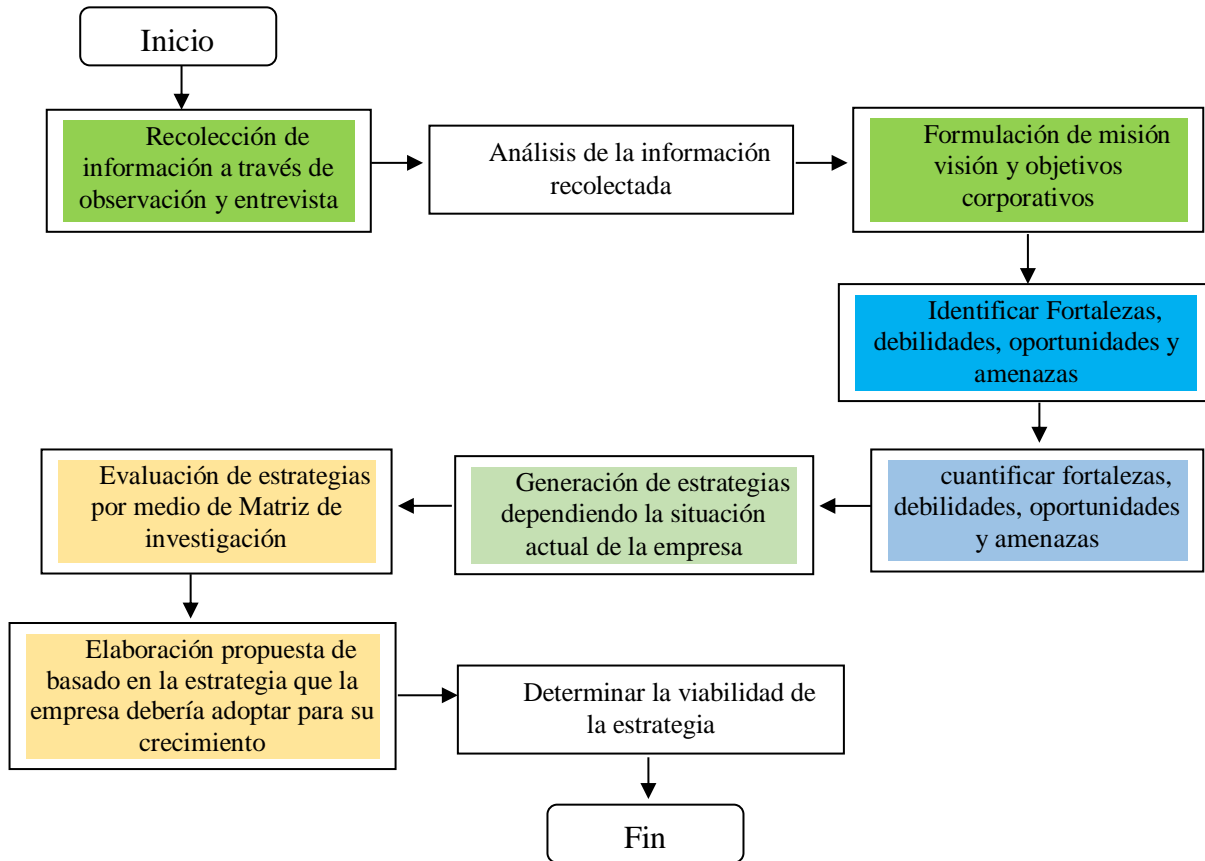 Inicio
Recolección de
información a través de
observación y entrevista
Análisis de la información
recolectada
Formulación de misión
visión y objetivos
corporativos
Identificar Fortalezas,
debilidades, oportunidades y
amenazas
cuantificar fortalezas,
debilidades, oportunidades
y amenazas
Generación de estrategias
dependiendo la situación
actual de la empresa
Evaluación de estrategias
por medio de Matriz de
investigación
Elaboración propuesta de
basado en la estrategia que la
empresa debería adoptar para su
crecimiento
Determinar la viabilidad de
la estrategia
Fin